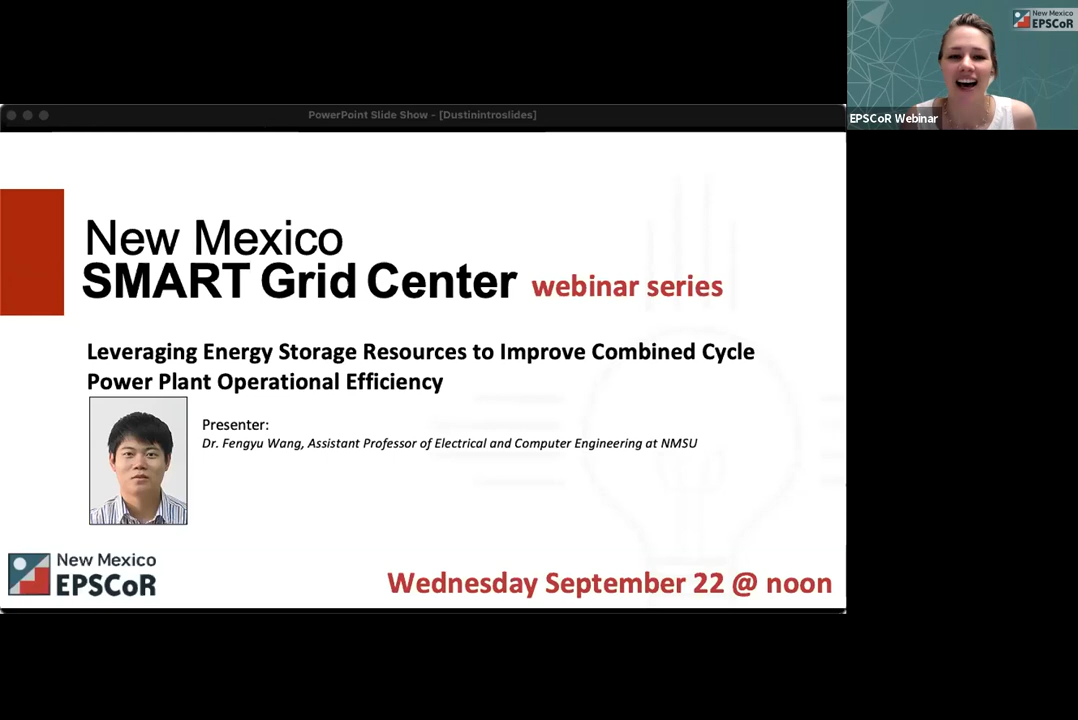 New Mexico
EPSCoR
EPSCoR Webinar
PowerPoint Slide Show - [Dustinintroslides]
New Mexico
SMART Grid Center webinar series
Leveraging Energy Storage Resources to Improve Combined Cycle
Power Plant Operational Efficiency
Presenter:
Dr. Fengyu Wang, Assistant Professor of Electrical and Computer Engineering at NMSU
New Mexico
EPSCoR
Wednesday September 22 @ noon